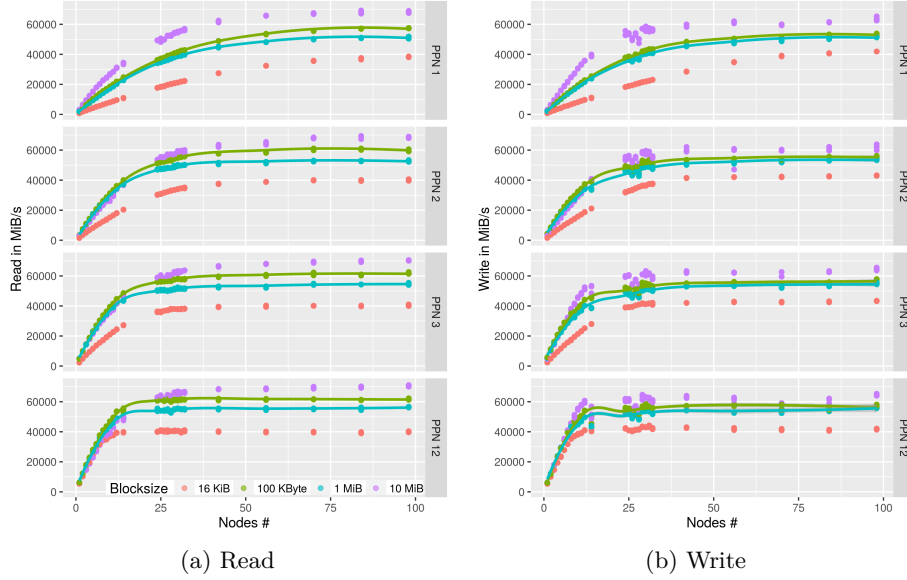 60000
40000
20000
0
PPN 1
60000
40000
20000
0
PPN 2
60000
40000
20000
0
PPN 3
60000
40000
20000
0
PPN 12
Read in MiB/s
Blocksize 16 KiB 100 KByte 1 MiB 10 MiB
0 25 50 75 100
Nodes #
(a) Read
60000
40000
20000
0
PPN 1
60000
40000
20000
0
PPN 2
60000
40000
20000
0
PPN 3
60000
40000
20000
0
PPN 12
Write in MiB/s
0 25 50 75 100
Nodes #
(b) Write